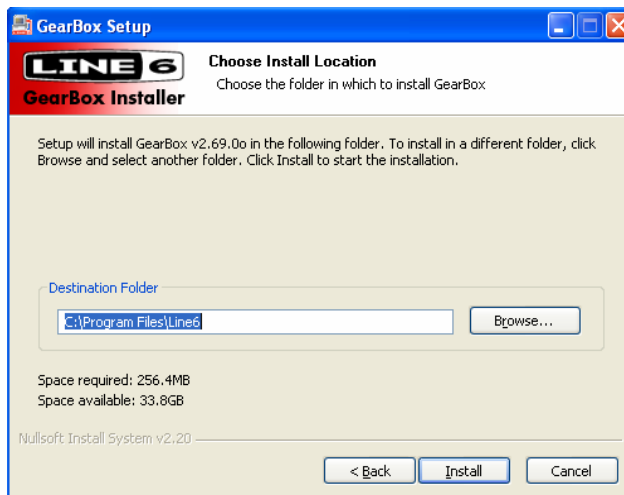 GearBox Setup
LINE 6
GearBox Installer
Choose Install Location
Choose the folder in which to install GearBox
Setup will install GearBox v2.69.0o in the following folder. To install in a different folder, click
Browse and select another folder. Click Install to start the installation.
Destination Folder
C:\Program Files\Line6
Browse...
Space required: 256.4MB
Space available: 33.8GB
Nullsoft Install System v2.20
< Back
Install
Cancel